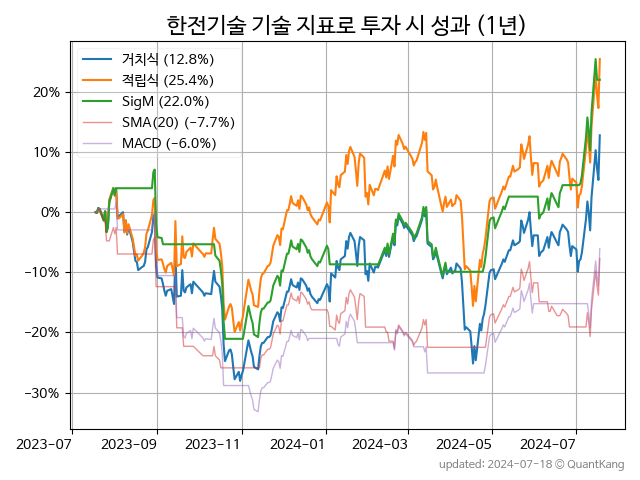 한전기술 기술 지표로 투자 시 성과 (1년)
거치식 (12.8%)
적립식 (25.4%)
SigM (22.0%)
SMA(20) (−7.7%)
MACD (−6.0%)
20%
10%
0%
−10%
−20%
−30%
2023-07 2023-09 2023-11 2024-01 2024-03 2024-05 2024-07
updated: 2024-07-18 © QuantKang